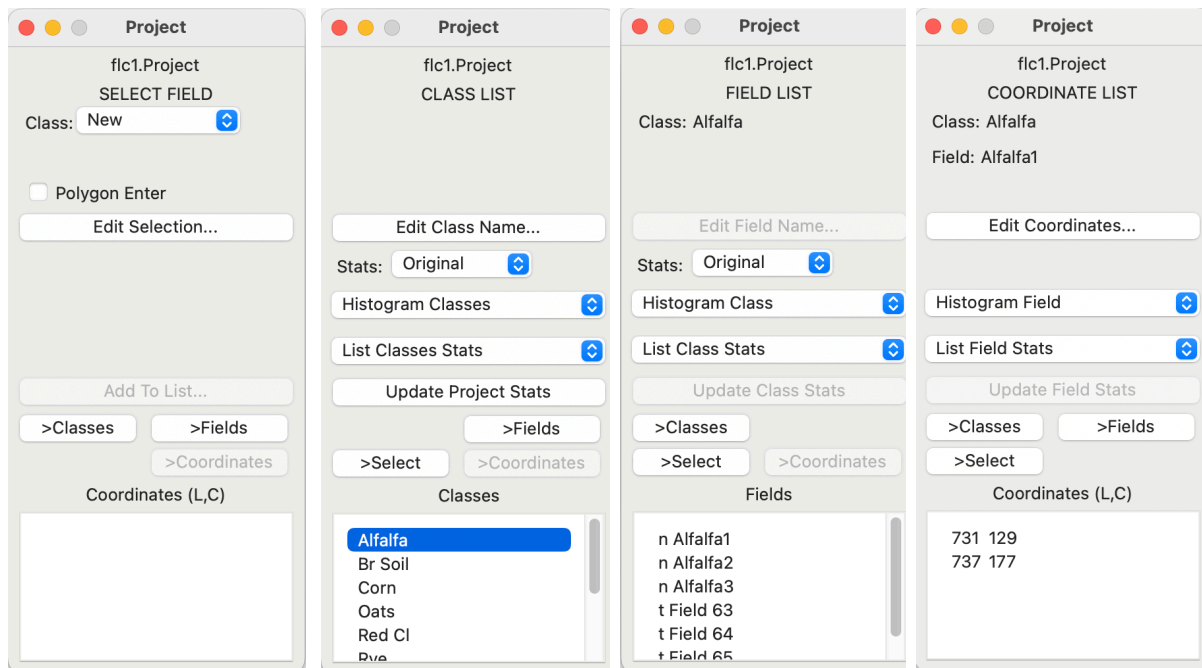 Project
flc1.Project
SELECT FIELD
Class: New
Polygon Enter
Edit Selection...
Add To List...
>Classes >Fields
>Coordinates
Coordinates (L,C)
Project
flc1.Project
CLASS LIST
Edit Class Name...
Stats: Original
Histogram Classes
List Classes Stats
Update Project Stats
>Fields
>Select >Coordinates
Classes
Alfalfa
Br Soil
Corn
Oats
Red Cl
Rye
Project
flc1.Project
FIELD LIST
Class: Alfalfa
Edit Field Name...
Stats: Original
Histogram Class
List Class Stats
Update Class Stats
>Classes
>Select >Coordinates
Fields
n Alfalfa1
n Alfalfa2
n Alfalfa3
t Field 63
t Field 64
t Field 65
Project
flc1.Project
COORDINATE LIST
Class: Alfalfa
Field: Alfalfa1
Edit Coordinates...
Histogram Field
List Field Stats
Update Field Stats
>Classes >Fields
>Select
Coordinates (L,C)
731 129
737 177